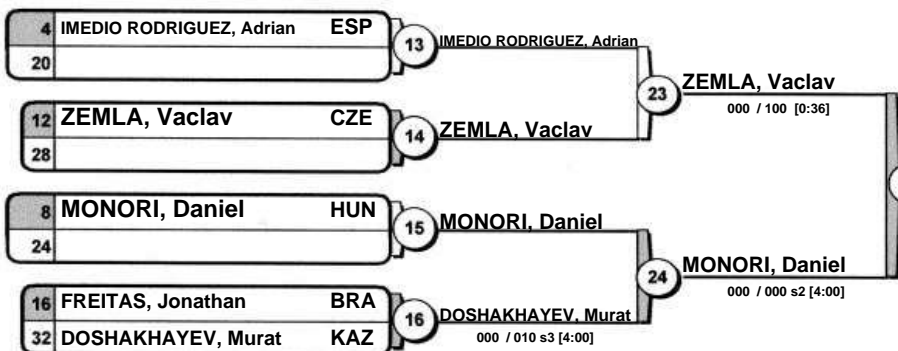 4 IMEDIO RODRIGUEZ, Adrian ESP
20
13 IMEDIO RODRIGUEZ, Adrian
23 ZEMLA, Vaclav
000 / 100 [0:36]
12 ZEMLA, Vaclav CZE
28
14 ZEMLA, Vaclav
8 MONORI, Daniel HUN
24
15 MONORI, Daniel
24 MONORI, Daniel
000 / 000 s2 [4:00]
16 FREITAS, Jonathan BRA
32 DOSHAKHAYEV, Murat KAZ
16 DOSHAKHAYEV, Murat
000 / 010 s3 [4:00]